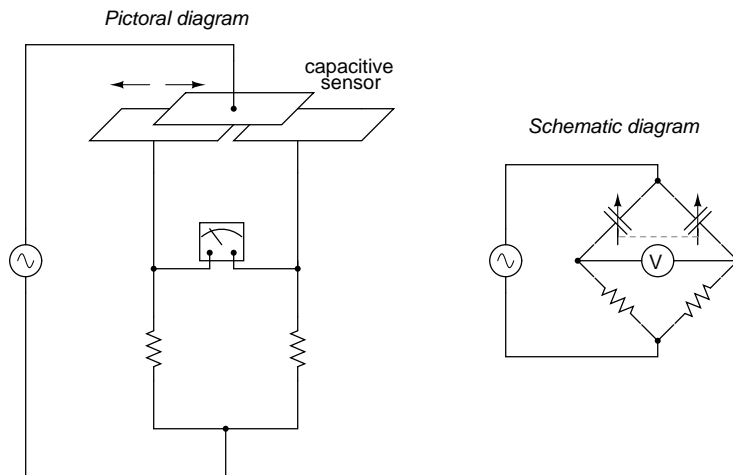 Pictoral diagram
capacitive
sensor
Schematic diagram
V